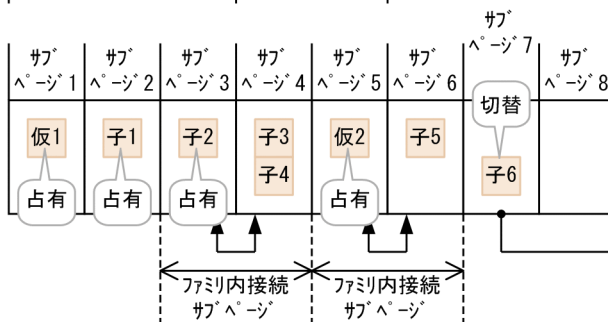 サブ
ページ1
サブ
ページ2
サブ
ページ3
サブ
ページ4
サブ
ページ5
サブ
ページ6
サブ
ページ7
サブ
ページ8
仮1
子1
子2
子3
仮2
子5
切替
子4
子6
占有
占有
占有
占有
ファミリ内接続
サブページ
ファミリ内接続
サブページ